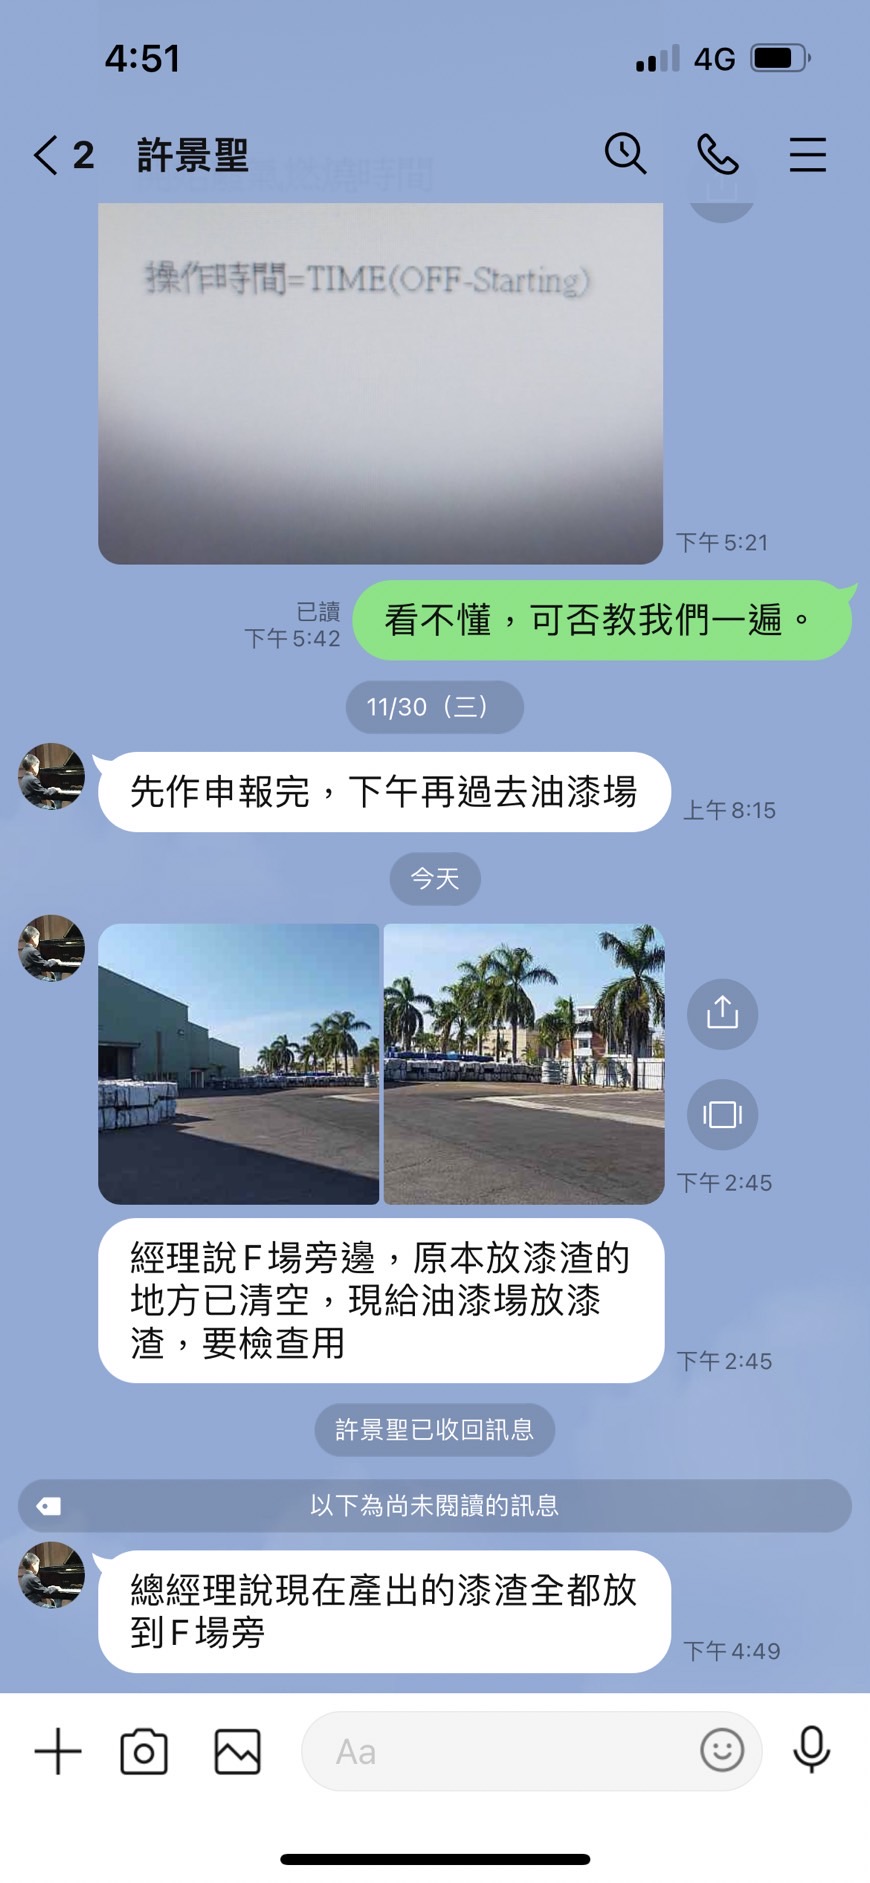 4:51
4G
2 許景聖
操作時間=TIME(OFF-Starting)
下午5:21
看不懂，可否教我們一遍。
已讀
下午5:42
11/30（三）
先作申報完，下午再過去油漆場
上午8:15
今天
下午2:45
經理說F場旁邊，原本放漆渣的
地方已清空，現給油漆場放漆
渣，要檢查用
下午2:45
許景聖已收回訊息
以下為尚未閱讀的訊息
總經理說現在產出的漆渣全都放
到F場旁
下午4:49
Aa